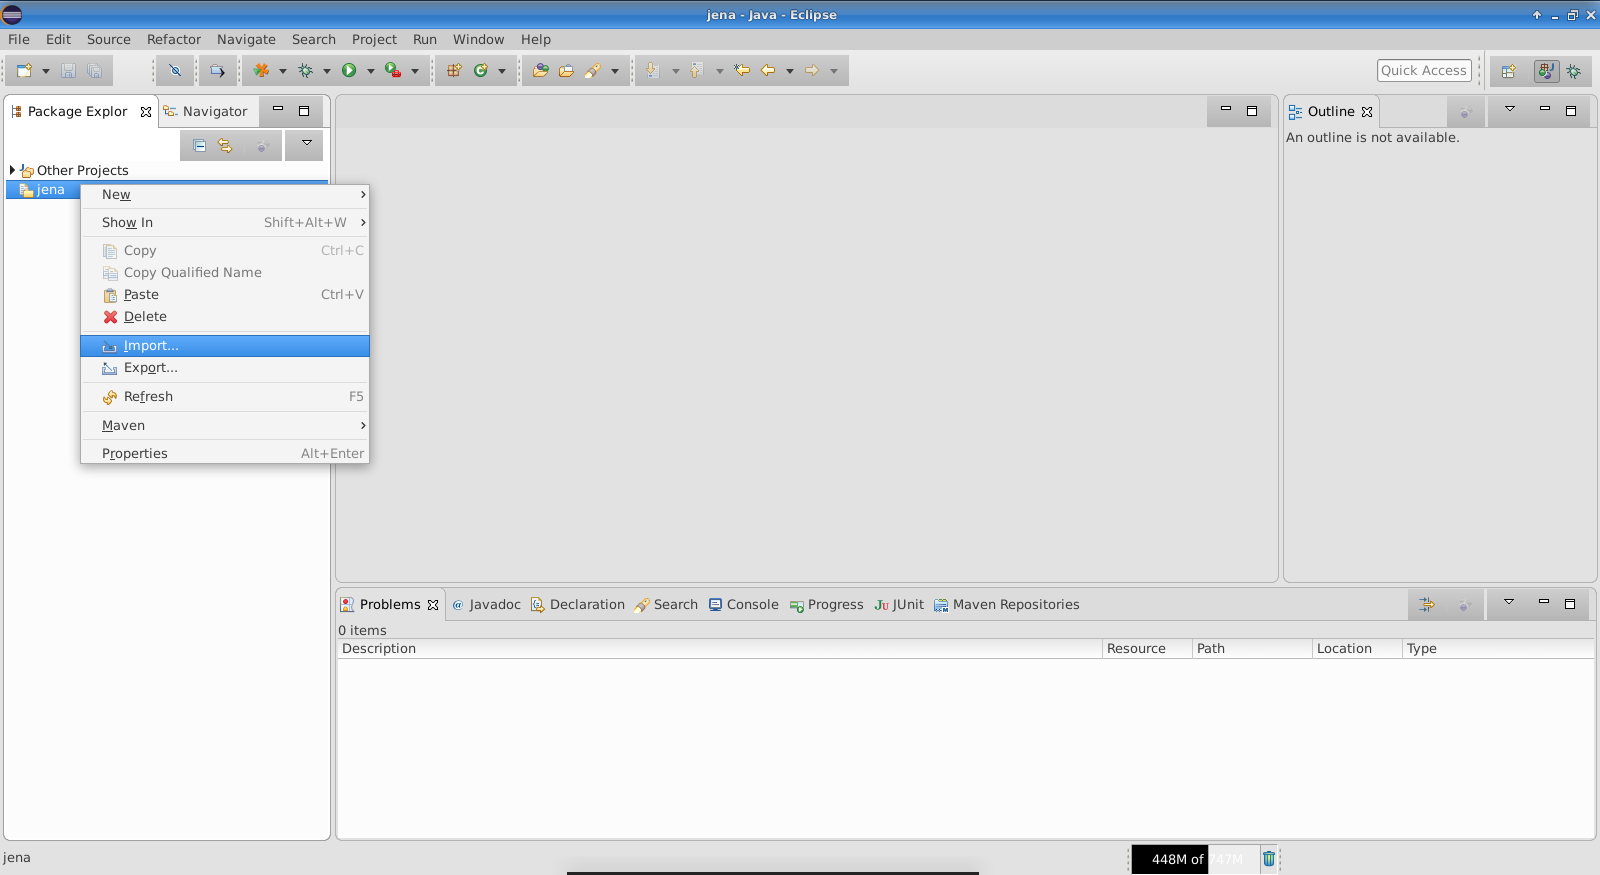 jena - Java - Eclipse
File Edit Source Refactor Navigate Search Project Run Window Help
Quick Access
Package Explor Navigator
Outline
An outline is not available.
Other Projects
jena
New
Show In Shift+Alt+W
Copy Ctrl+C
Copy Qualified Name
Paste Ctrl+V
Delete
Import...
Export...
Refresh F5
Maven
Properties Alt+Enter
Problems @ Javadoc Declaration Search Console Progress Ju JUnit Maven Repositories
0 items
Description Resource Path Location Type
jena
448M of 747M